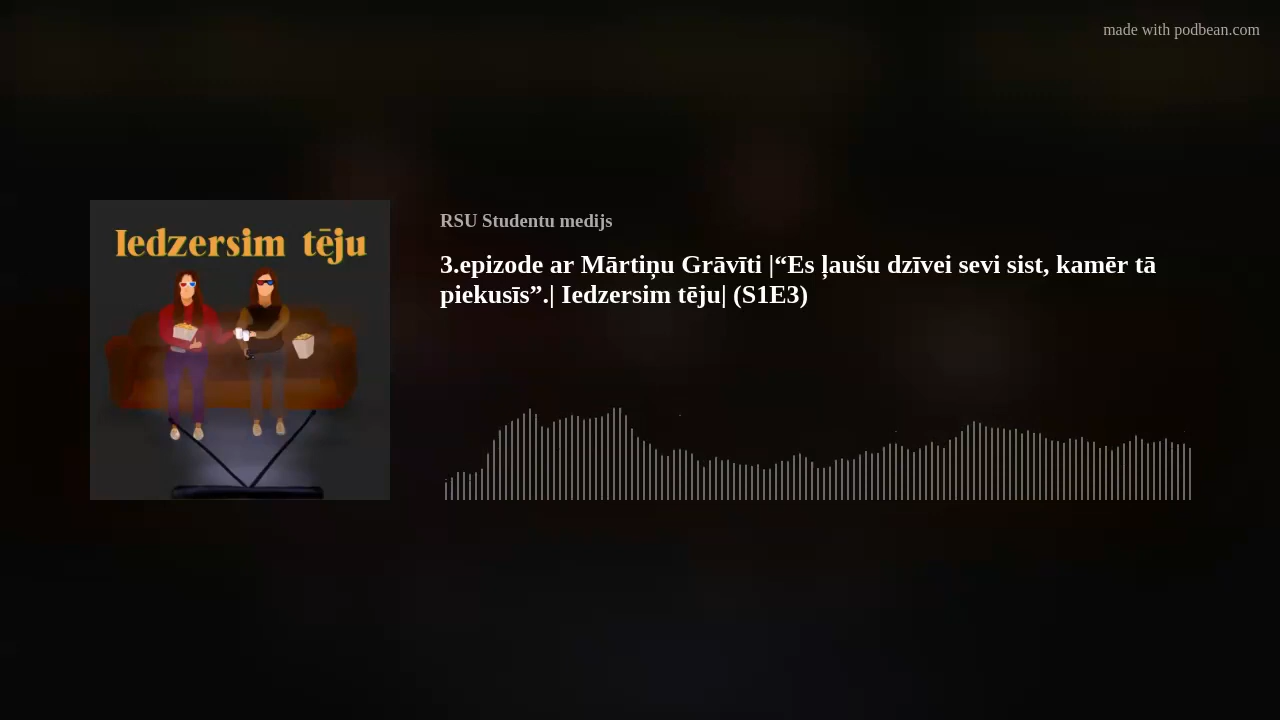 made with podbean.com
Iedzersim tēju
RSU Studentu medijs
3.epizode ar Mārtiņu Grāvīti |“Es ļaušu dzīvei sevi sist, kamēr tā
piekusīs”.| Iedzersim tēju| (S1E3)